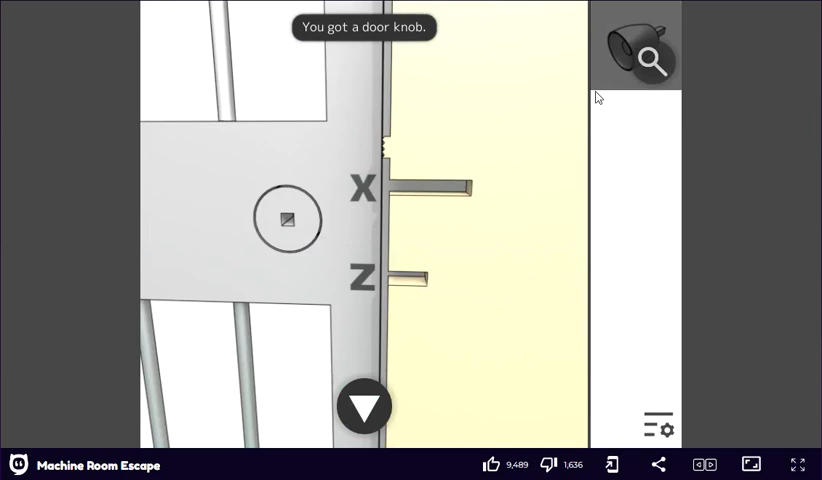 You got a door knob.
X
Z
Machine Room Escape
9,489
1,636